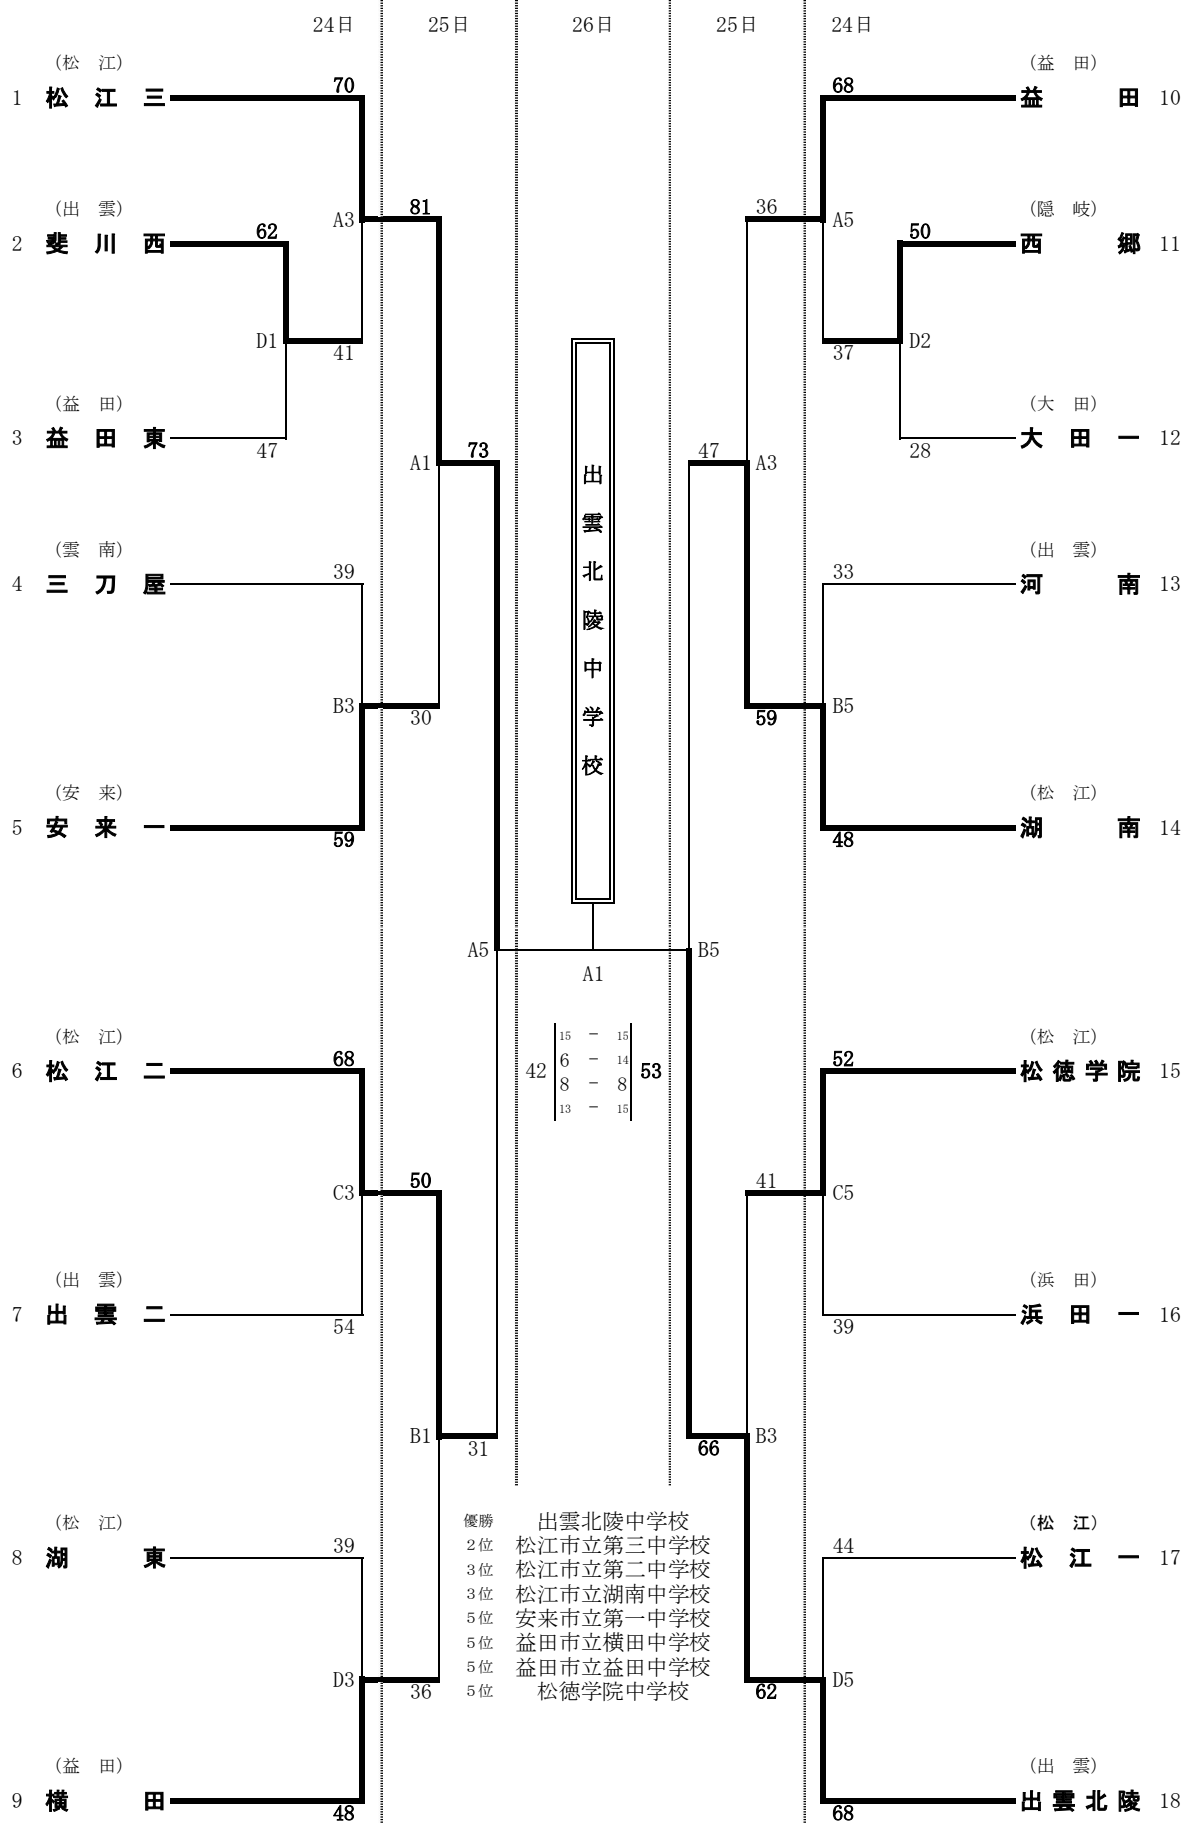 24日 25日 26日 25日 24日
（松 江） （益 田）
70 68
1 松江三 益田 10
（出 雲） 81 36 （隠 岐）
A3 A5
62 50
2 斐川西 西郷 11
D1 D2
41 37
（益 田） （大 田）
3 益田東 大田一 12
47 28
A1 73 47 A3
出雲北陵中学校
（雲 南） （出 雲）
39 33
4 三刀屋 河南 13
B3 B5
30 59
（安 来） （松 江）
5 安来一 湖南 14
59 48
A5 B5
A1
（松 江） 15 － 15 （松 江）
68 6 － 14 52
6 松江二 42 53 松徳学院 15
8 － 8
13 － 15
50 41
C3 C5
（出 雲） （浜 田）
7 出雲二 浜田一 16
54 39
B1 B3
31 66
（松 江） 優勝 出雲北陵中学校 （松 江）
39 2位 松江市立第三中学校 44
8 湖東 松江一 17
3位 松江市立第二中学校
3位 松江市立湖南中学校
5位 安来市立第一中学校
5位 益田市立横田中学校
5位 益田市立益田中学校
D3 D5
36 5位 松徳学院中学校 62
（益 田） （出 雲）
9 横田 出雲北陵 18
48 68